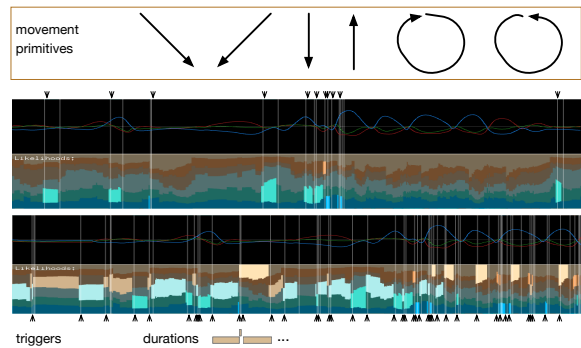 movement
primitives
Likelihoods:
Likelihoods:
triggers
durations ...